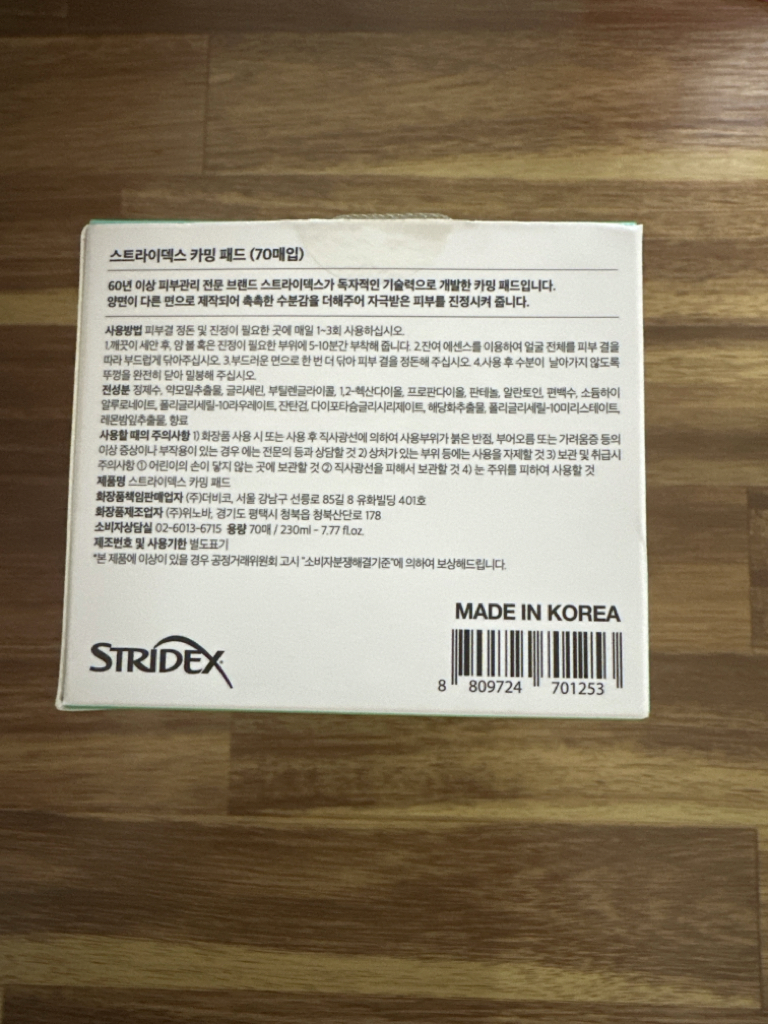 스트라이덱스 카밍 패드 (70매입)
60년 이상 피부관리 전문 브랜드 스트라이덱스가 독자적인 기술력으로 개발한 카밍 패드입니다.
양면이 다른 면으로 제작되어 촉촉한 수분감을 더해주어 자극받은 피부를 진정시켜 줍니다.
사용방법 피부결 정돈 및 진정이 필요한 곳에 매일 1~3회 사용하십시오.
1.깨끗이 세안 후, 양 볼 혹은 진정이 필요한 부위에 5-10분간 부착해 줍니다. 2.잔여 에센스를 이용하여 얼굴 전체를 피부 결을
따라 부드럽게 닦아주십시오. 3.부드러운 면으로 한 번 더 닦아 피부 결을 정돈해 주십시오. 4.사용 후 수분이 날아가지 않도록
뚜껑을 완전히 닫아 밀봉해 주십시오.
전성분 정제수, 약모밀추출물, 글리세린, 부틸렌글라이콜, 1,2-헥산다이올, 프로판다이올, 판테놀, 알란토인, 편백수, 소듐하이
알루로네이트, 폴리글리세릴-10라우레이트, 잔탄검, 다이포타슘글리시리제이트, 해당화추출물, 폴리글리세릴-10미리스테이트,
레몬밤잎추출물, 향료
사용할 때의 주의사항 1) 화장품 사용 시 또는 사용 후 직사광선에 의하여 사용부위가 붉은 반점, 부어오름 또는 가려움증 등의
이상 증상이나 부작용이 있는 경우 에는 전문의 등과 상담할 것 2) 상처가 있는 부위 등에는 사용을 자제할 것 3) 보관 및 취급시
주의사항 ① 어린이의 손이 닿지 않는 곳에 보관할 것 ② 직사광선을 피해서 보관할 것 4) 눈 주위를 피하여 사용할 것
제품명 스트라이덱스 카밍 패드
화장품책임판매업자 (주)더비코, 서울 강남구 선릉로 85길 8 유화빌딩 401호
화장품제조업자 (주)위노바, 경기도 평택시 청북읍 청북산단로 178
소비자상담실 02-6013-6715 용량 70매 / 230ml - 7.77 fl.oz.
제조번호 및 사용기한 별도표기
*본 제품에 이상이 있을 경우 공정거래위원회 고시 "소비자분쟁해결기준"에 의하여 보상해드립니다.
MADE IN KOREA
STRIDEX
8 809724 701253